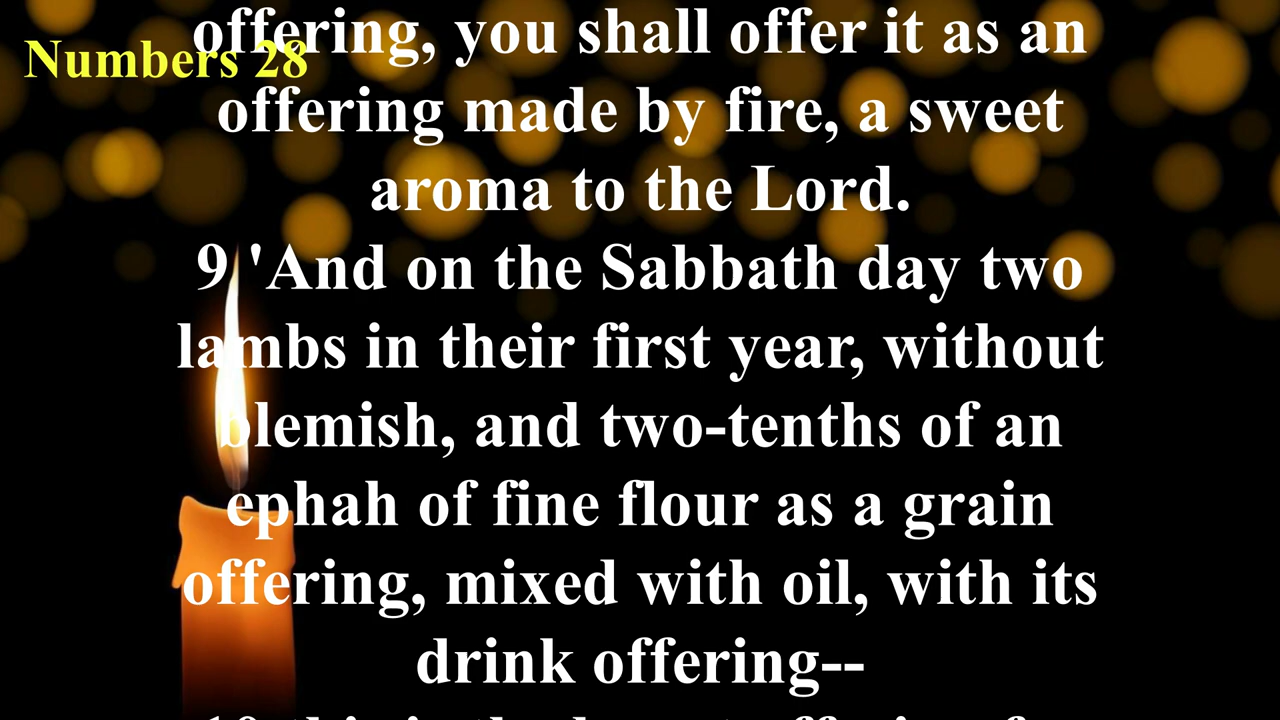 Numbers 28
offering, you shall offer it as an
offering made by fire, a sweet
aroma to the Lord.
9 'And on the Sabbath day two
lambs in their first year, without
blemish, and two-tenths of an
ephah of fine flour as a grain
offering, mixed with oil, with its
drink offering--